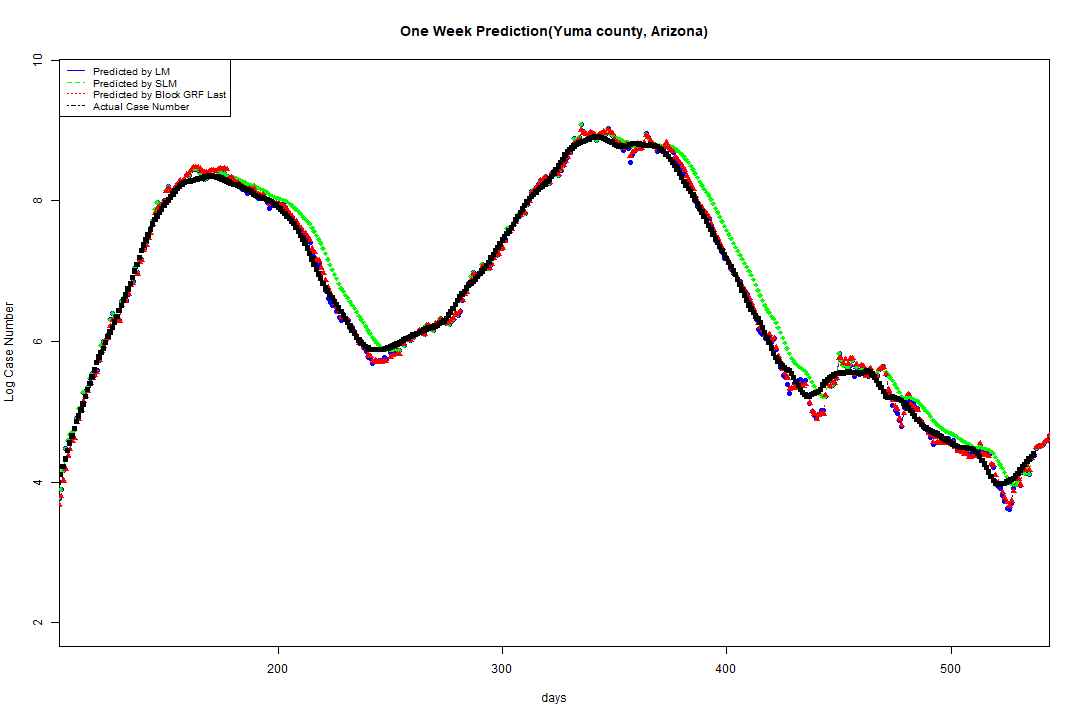 One Week Prediction(Yuma county, Arizona)
Predicted by LM
Predicted by SLM
Predicted by Block GRF Last
Actual Case Number
10
8
6
4
2
Log Case Number
200
300
400
500
days